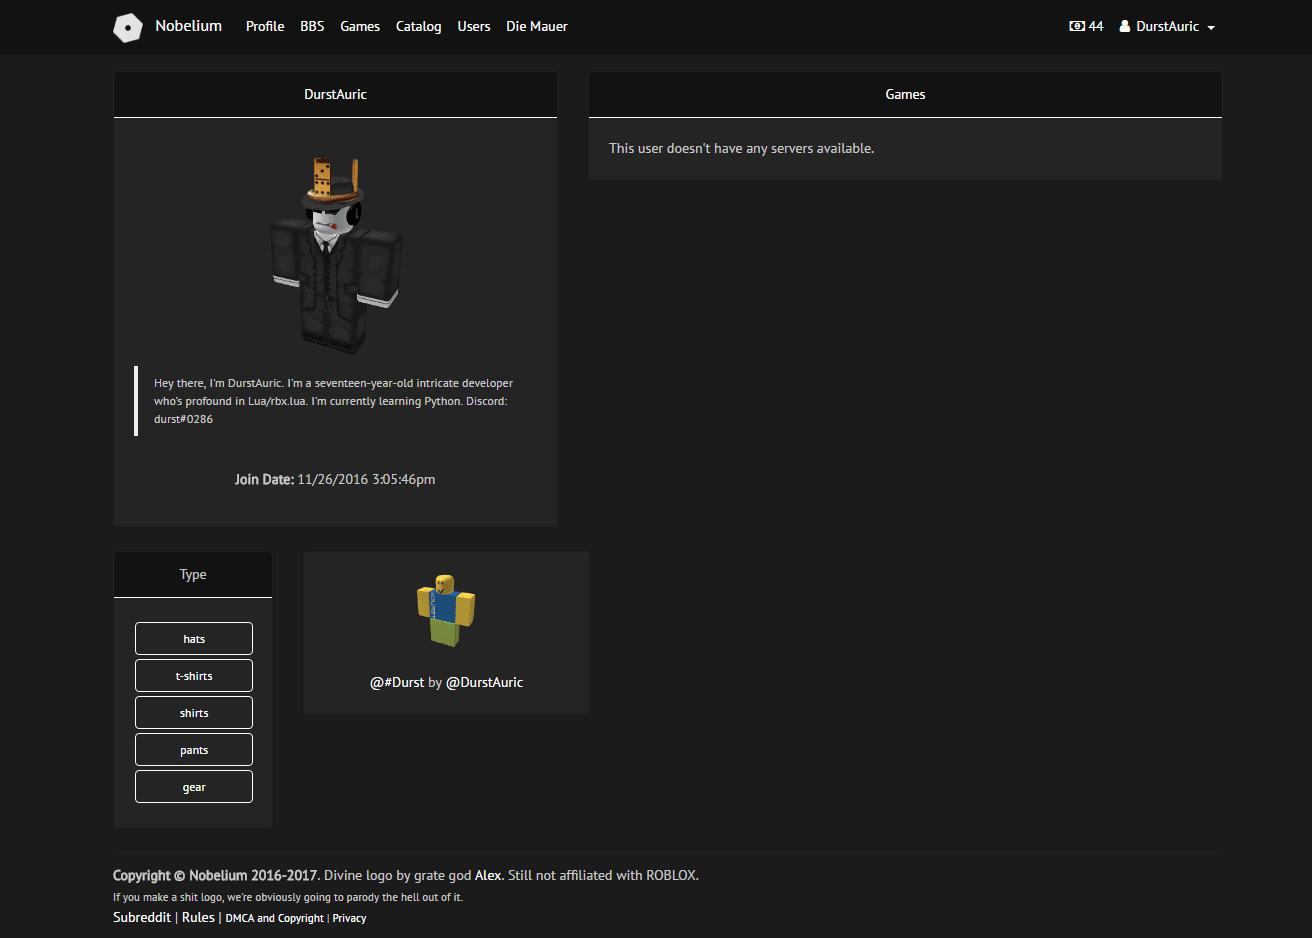 Nobelium Profile BBS Games Catalog Users Die Mauer 44 DurstAuric
DurstAuric
Hey there, I'm DurstAuric. I'm a seventeen-year-old intricate developer
who's profound in Lua/rbx.lua. I'm currently learning Python. Discord:
durst#0286
Join Date: 11/26/2016 3:05:46pm
Games
This user doesn't have any servers available.
Type
hats
t-shirts
shirts
pants
gear
@#Durst by @DurstAuric
Copyright © Nobelium 2016-2017. Divine logo by grate god Alex. Still not affiliated with ROBLOX.
If you make a shit logo, we're obviously going to parody the hell out of it.
Subreddit | Rules | DMCA and Copyright | Privacy